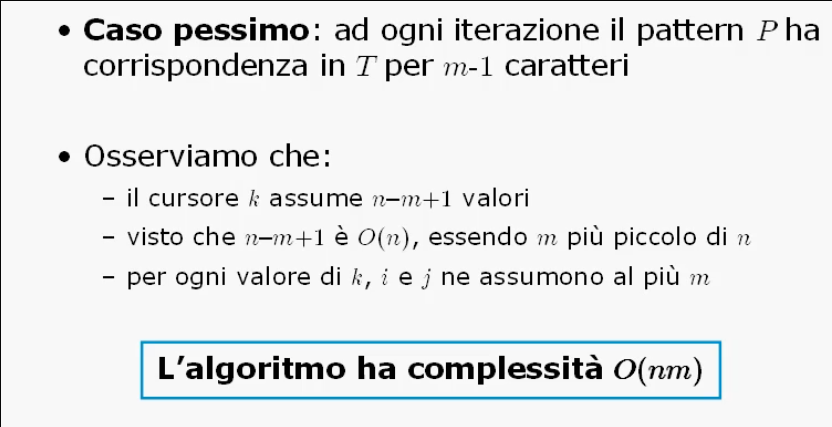 • Caso pessimo: ad ogni iterazione il pattern P ha
corrispondenza in T per m-1 caratteri
• Osserviamo che:
– il cursore k assume n–m+1 valori
– visto che n–m+1 è O(n), essendo m più piccolo di n
– per ogni valore di k, i e j ne assumono al più m
L’algoritmo ha complessità O(nm)